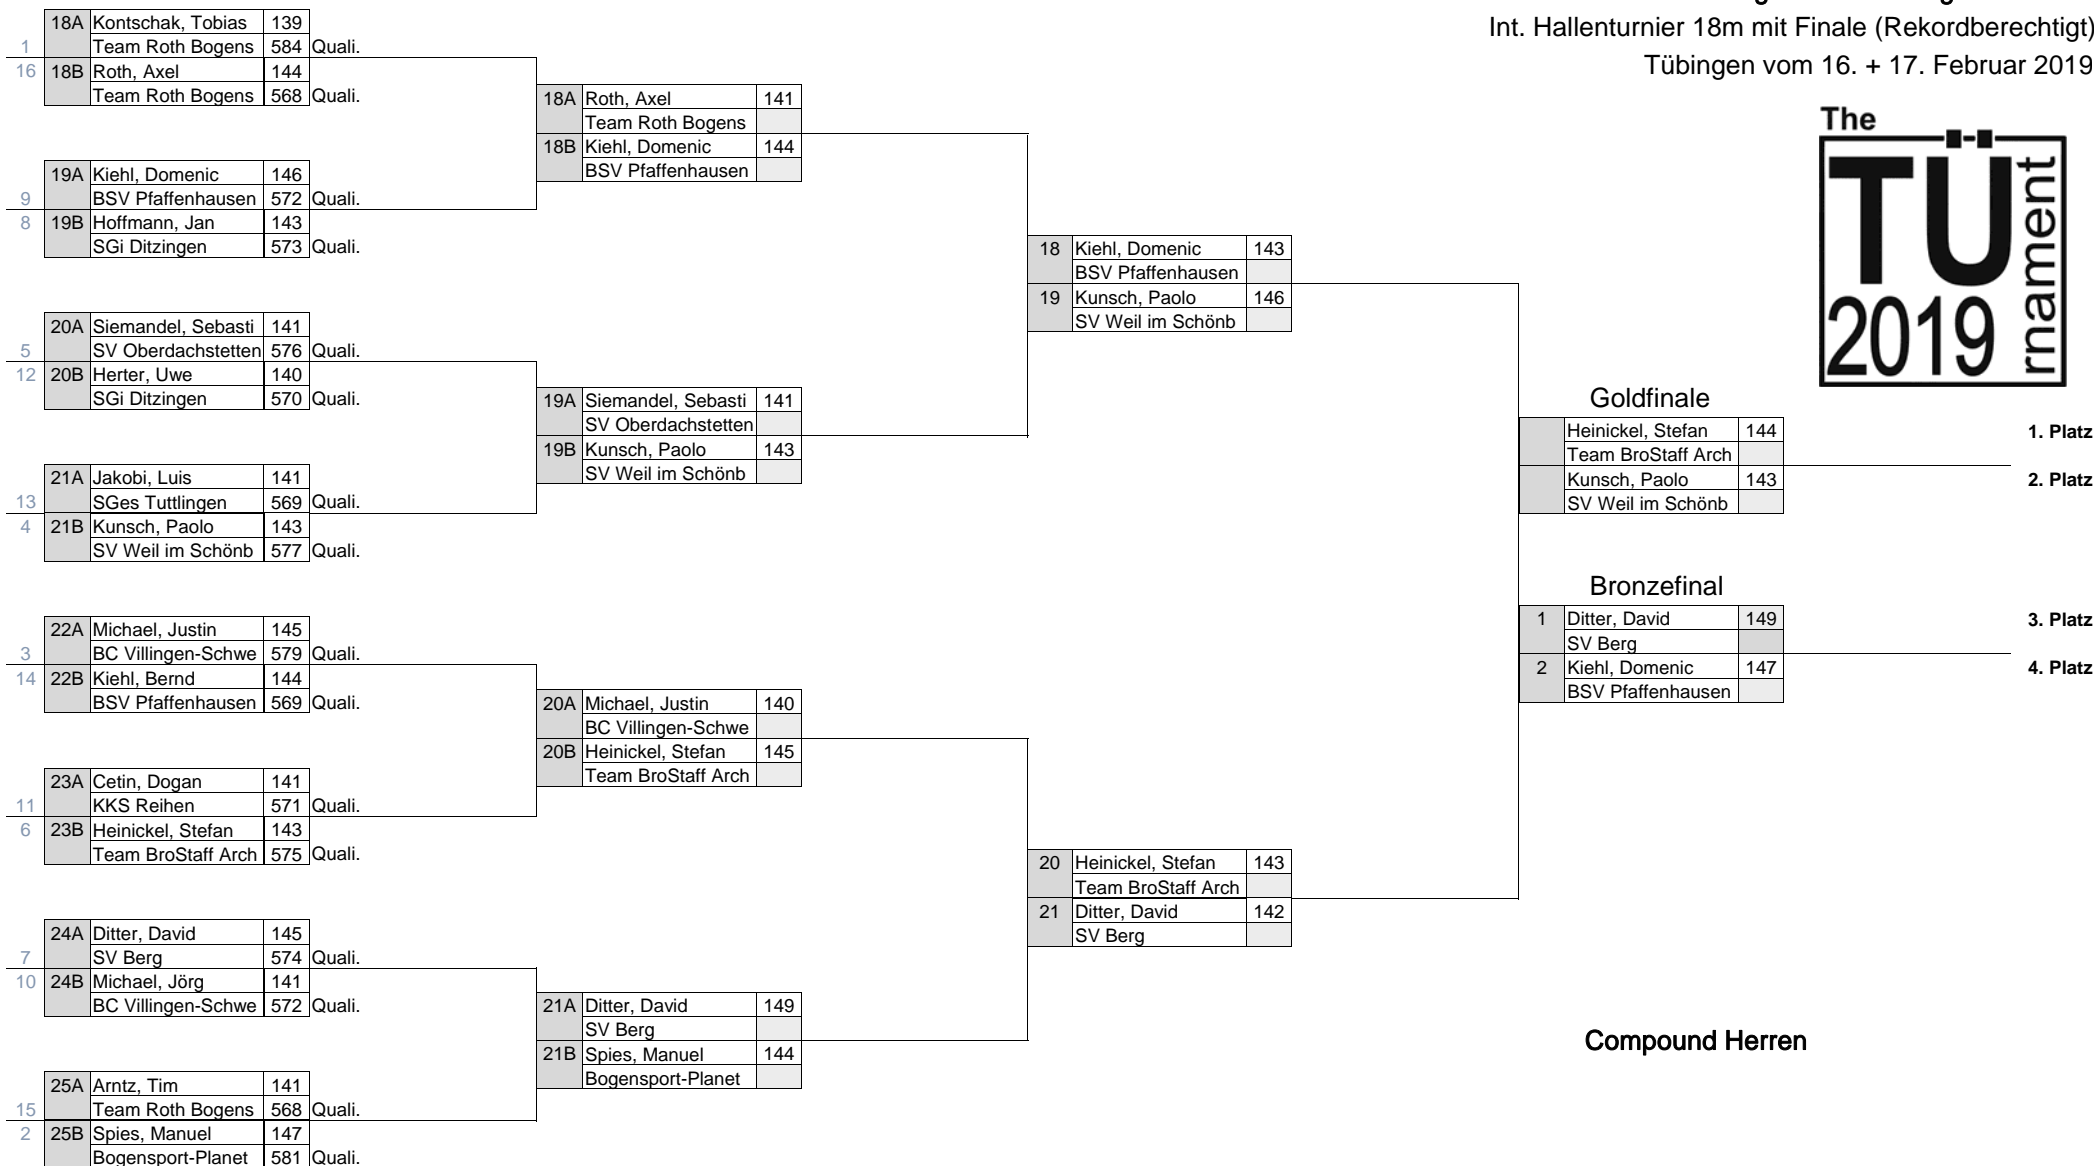 Int. Hallenturnier 18m mit Finale (Rekordberechtigt)
Tübingen vom 16. + 17. Februar 2019
The
TÜ
rnament
2019
18A Kontschak, Tobias 139
1 Team Roth Bogens 584 Quali.
16 18B Roth, Axel 144
Team Roth Bogens 568 Quali.
19A Kiehl, Domenic 146
9 BSV Pfaffenhausen 572 Quali.
8 19B Hoffmann, Jan 143
SGi Ditzingen 573 Quali.
20A Siemandel, Sebasti 141
5 SV Oberdachstetten 576 Quali.
12 20B Herter, Uwe 140
SGi Ditzingen 570 Quali.
21A Jakobi, Luis 141
13 SGes Tuttlingen 569 Quali.
4 21B Kunsch, Paolo 143
SV Weil im Schönb 577 Quali.
22A Michael, Justin 145
3 BC Villingen-Schwe 579 Quali.
14 22B Kiehl, Bernd 144
BSV Pfaffenhausen 569 Quali.
23A Cetin, Dogan 141
11 KKS Reihen 571 Quali.
6 23B Heinickel, Stefan 143
Team BroStaff Arch 575 Quali.
24A Ditter, David 145
7 SV Berg 574 Quali.
10 24B Michael, Jörg 141
BC Villingen-Schwe 572 Quali.
25A Arntz, Tim 141
15 Team Roth Bogens 568 Quali.
2 25B Spies, Manuel 147
Bogensport-Planet 581 Quali.
18A Roth, Axel 141
Team Roth Bogens
18B Kiehl, Domenic 144
BSV Pfaffenhausen
19A Siemandel, Sebasti 141
SV Oberdachstetten
19B Kunsch, Paolo 143
SV Weil im Schönb
20A Michael, Justin 140
BC Villingen-Schwe
20B Heinickel, Stefan 145
Team BroStaff Arch
21A Ditter, David 149
SV Berg
21B Spies, Manuel 144
Bogensport-Planet
18 Kiehl, Domenic 143
BSV Pfaffenhausen
19 Kunsch, Paolo 146
SV Weil im Schönb
20 Heinickel, Stefan 143
Team BroStaff Arch
21 Ditter, David 142
SV Berg
Goldfinale
Heinickel, Stefan 144 1. Platz
Team BroStaff Arch
Kunsch, Paolo 143 2. Platz
SV Weil im Schönb
Bronzefinal
1 Ditter, David 149 3. Platz
SV Berg
2 Kiehl, Domenic 147 4. Platz
BSV Pfaffenhausen
Compound Herren